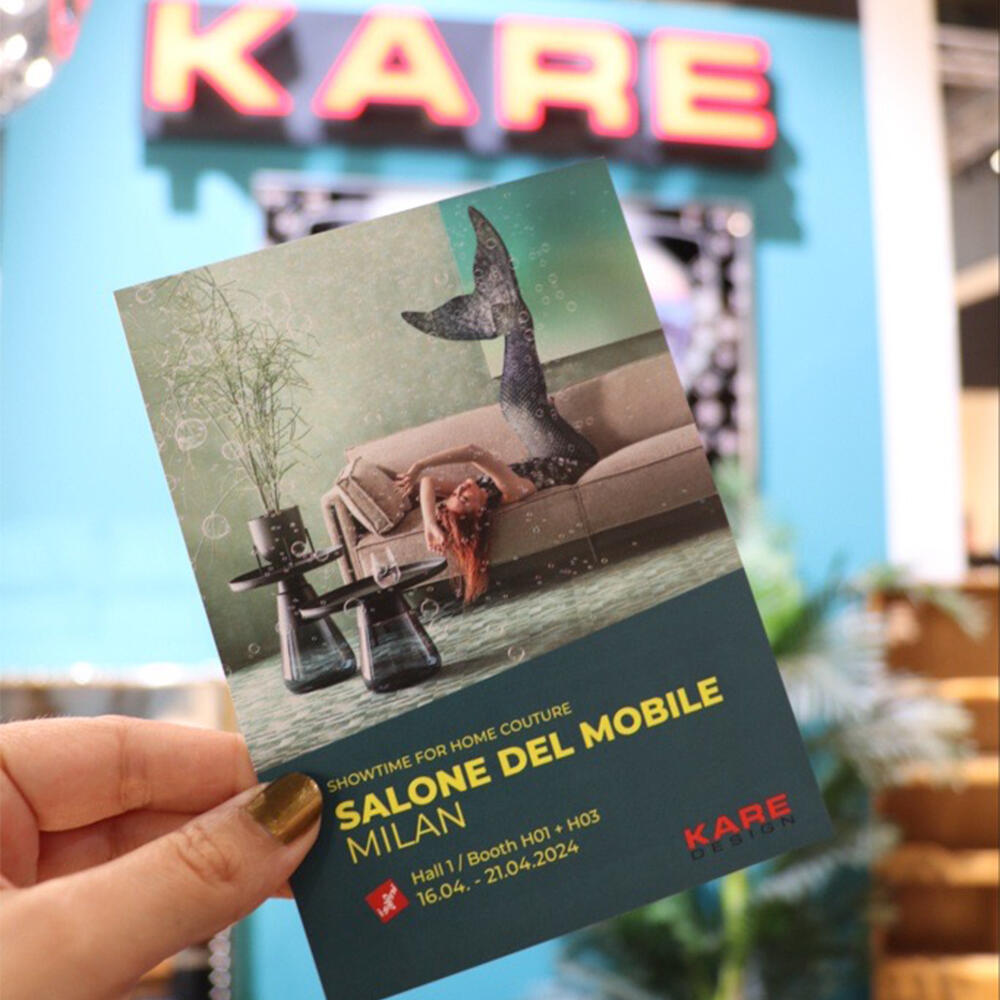 KARE
SHOWTIME FOR HOME COUTURE
SALONE DEL MOBILE
MILAN
Hall 1 / Booth H01 + H03
16.04. - 21.04.2024
KARE
DESIGN